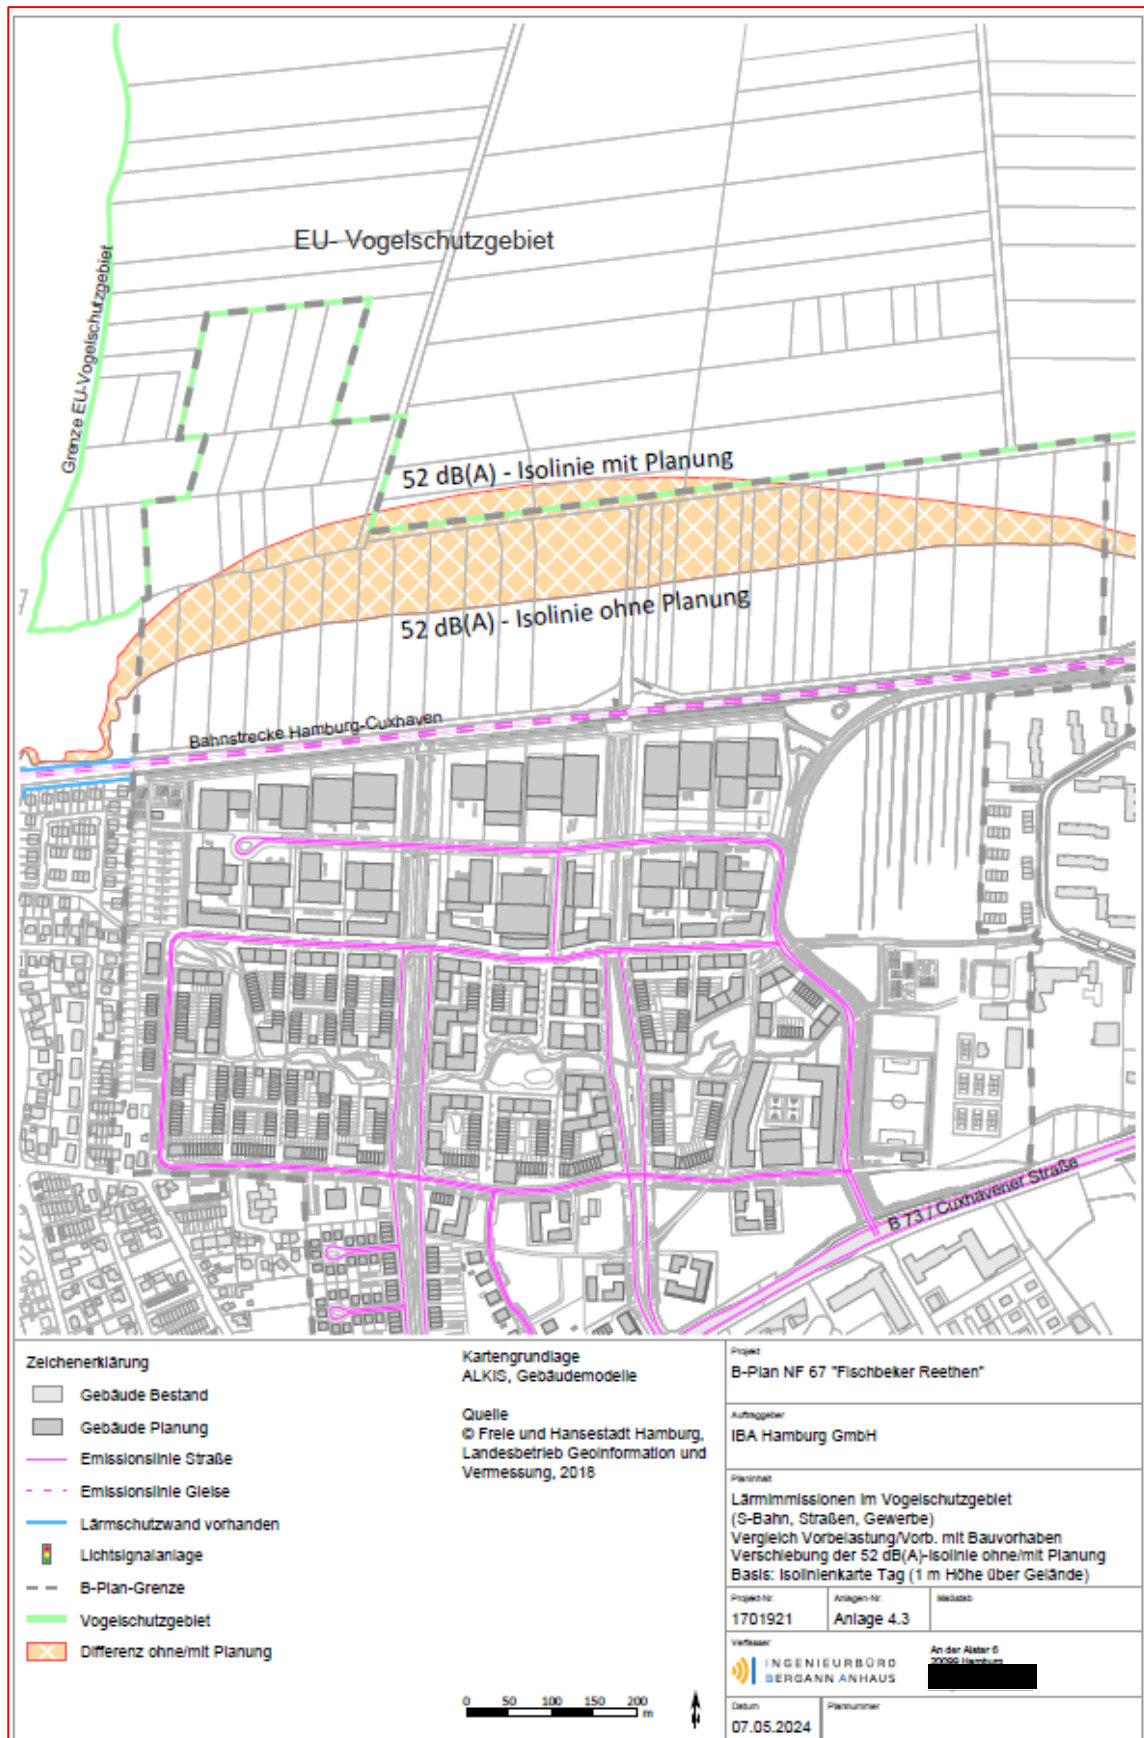 EU- Vogelschutzgebiet
Grenze EU-Vogelschutzgebiet
52 dB(A) - Isolinie mit Planung
52 dB(A) - Isolinie ohne Planung
Bahnstrecke Hamburg-Cuxhaven
B 73 / Cuxhavener Straße
Zeichenerklärung
Gebäude Bestand
Gebäude Planung
Emissionslinie Straße
Emissionslinie Gleise
Lärmschutzwand vorhanden
Lichtsignalanlage
B-Plan-Grenze
Vogelschutzgebiet
Differenz ohne/mit Planung
Kartengrundlage
ALKIS, Gebäudemodelle
Quelle
© Freie und Hansestadt Hamburg,
Landesbetrieb Geoinformation und
Vermessung, 2018
0 50 100 150 200
m
N
Projekt
B-Plan NF 67 "Fischbeker Reethen"
Auftraggeber
IBA Hamburg GmbH
Planinhalt
Lärmimmissionen im Vogelschutzgebiet
(S-Bahn, Straßen, Gewerbe)
Vergleich Vorbelastung/Vorb. mit Bauvorhaben
Verschiebung der 52 dB(A)-Isolinie ohne/mit Planung
Basis: Isolinienkarte Tag (1 m Höhe über Gelände)
Projekt-Nr.
1701921
Anlagen-Nr.
Anlage 4.3
Maßstab
Verfasser
INGENIEURBÜRO
BERGANN ANHAUS
An der Alster 6
20099 Hamburg
Datum
07.05.2024
Plannummer